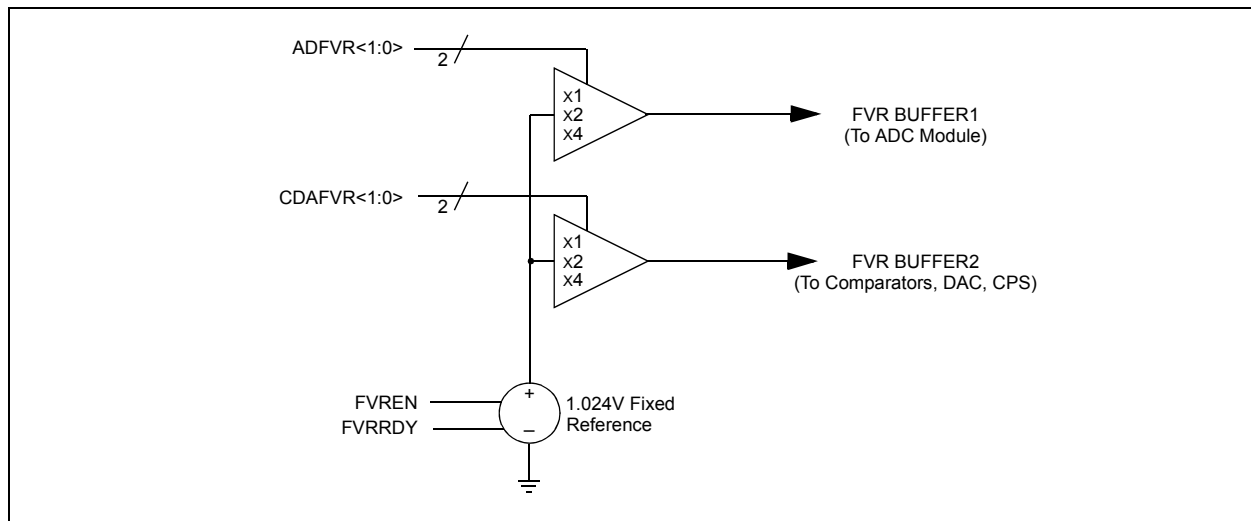 ADFVR<1:0>
2
X1
X2
X4
FVR BUFFER1
(To ADC Module)
CDAFVR<1:0>
2
X1
X2
X4
FVR BUFFER2
(To Comparators, DAC, CPS)
FVREN
FVRRDY
+
_
1.024V Fixed
Reference